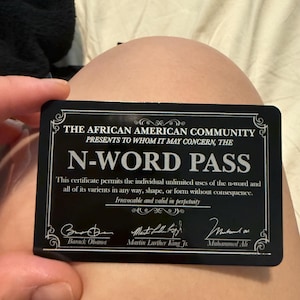 THE AFRICAN AMERICAN COMMUNITY
PRESENTS TO WHOM IT MAY CONCERN, THE
N-WORD PASS
This certificate permits the individual unlimited uses of the n-word and
all of its varients in any way, shape, or form without consequence.
Irrevocable and valid in perpetuity
Barack Obama Martin Luther King Jr. Muhammed Ali